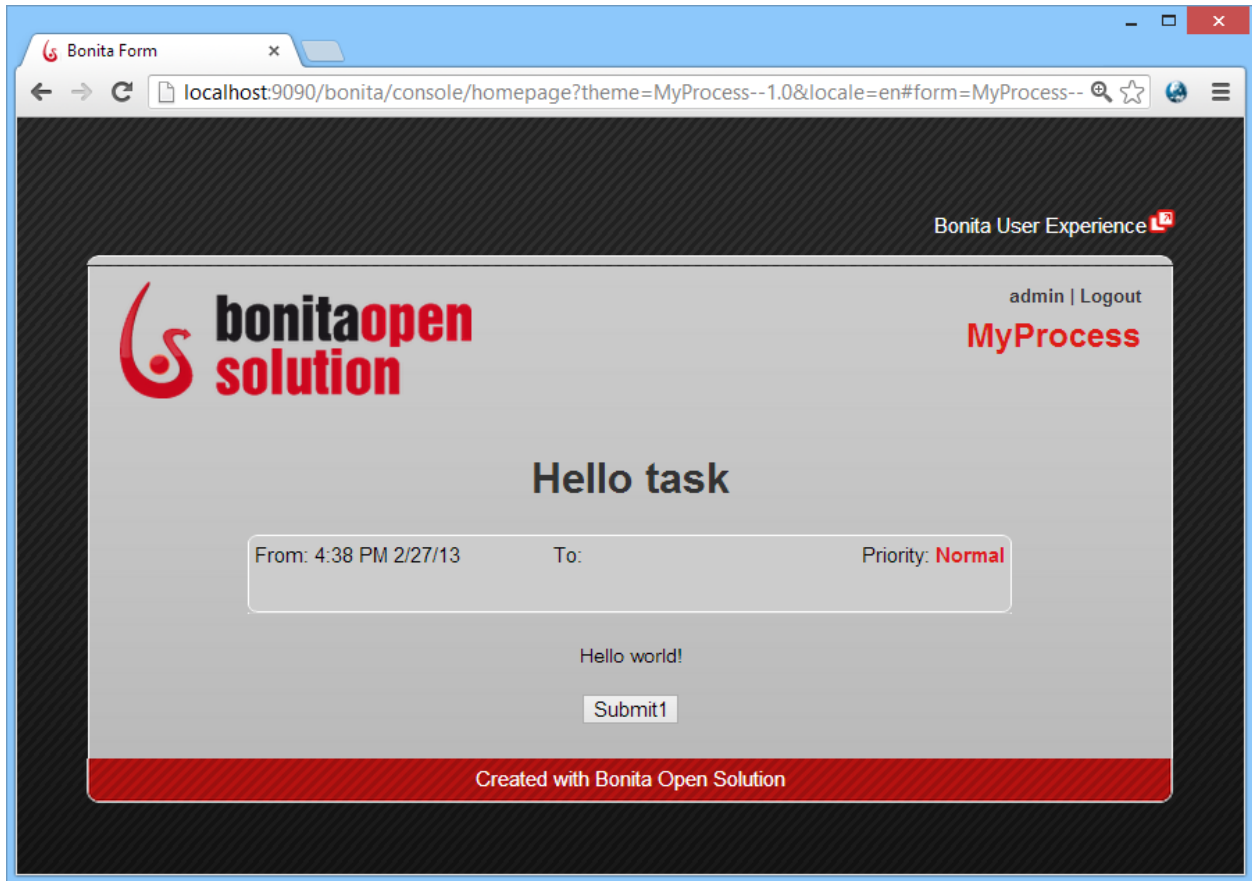 Bonita Form
localhost:9090/bonita/console/homepage?theme=MyProcess--1.0&locale=en#form=MyProcess--
Bonita User Experience
bonitaopen
solution
admin | Logout
MyProcess
Hello task
From: 4:38 PM 2/27/13 To: Priority: Normal
Hello world!
Submit1
Created with Bonita Open Solution